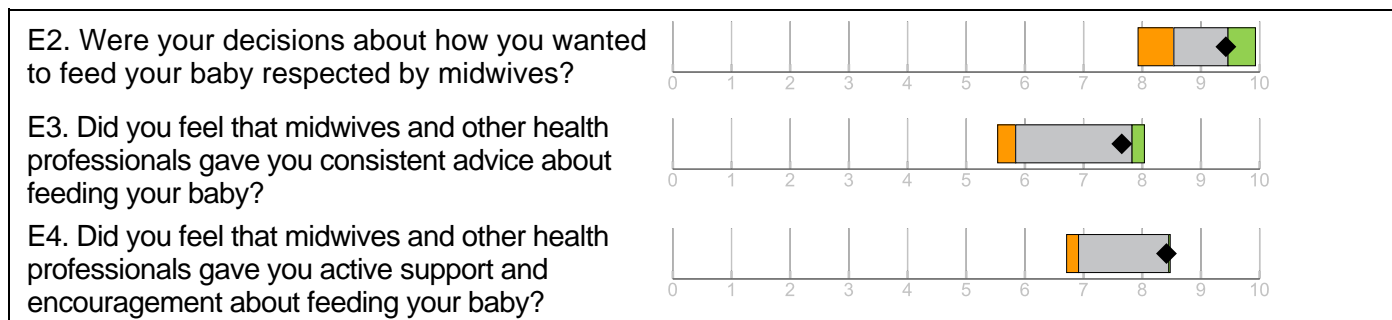 E2. Were your decisions about how you wanted
to feed your baby respected by midwives?
0 1 2 3 4 5 6 7 8 9 10
E3. Did you feel that midwives and other health
professionals gave you consistent advice about
feeding your baby?
0 1 2 3 4 5 6 7 8 9 10
E4. Did you feel that midwives and other health
professionals gave you active support and
encouragement about feeding your baby?
0 1 2 3 4 5 6 7 8 9 10